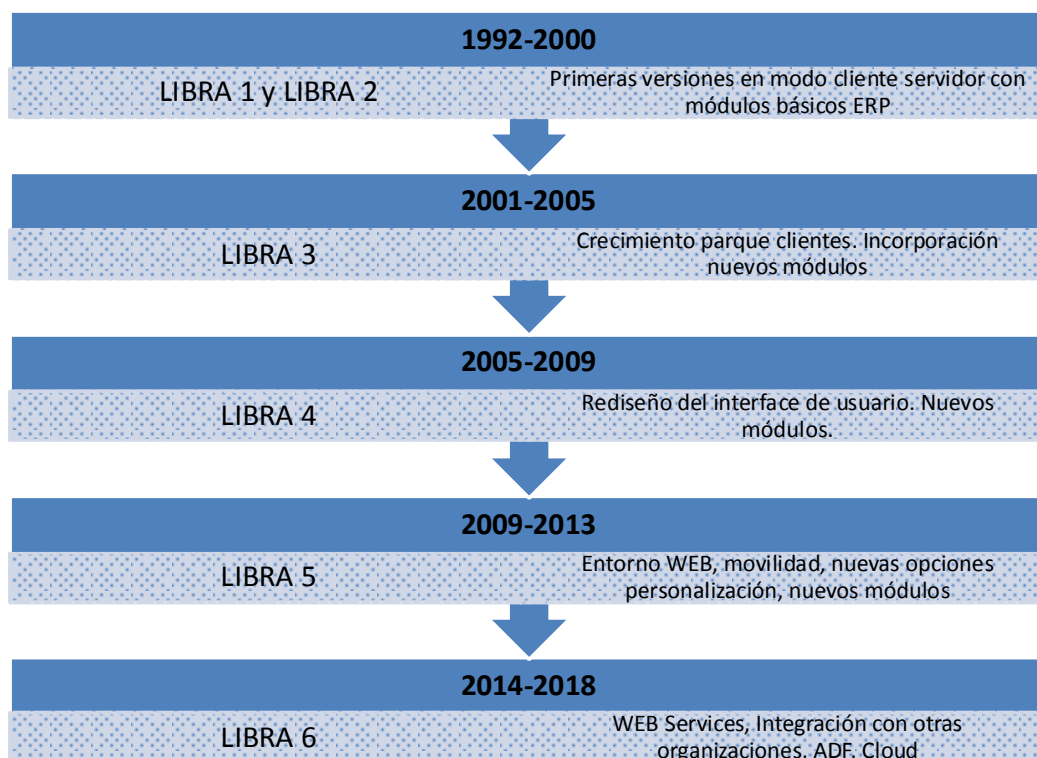 1992-2000
LIBRA 1 y LIBRA 2
Primeras versiones en modo cliente servidor con
módulos básicos ERP
2001-2005
LIBRA 3
Crecimiento parque clientes. Incorporación
nuevos módulos
2005-2009
LIBRA 4
Rediseño del interface de usuario. Nuevos
módulos.
2009-2013
LIBRA 5
Entorno WEB, movilidad, nuevas opciones
personalización, nuevos módulos
2014-2018
LIBRA 6
WEB Services, Integración con otras
organizaciones. ADF. Cloud